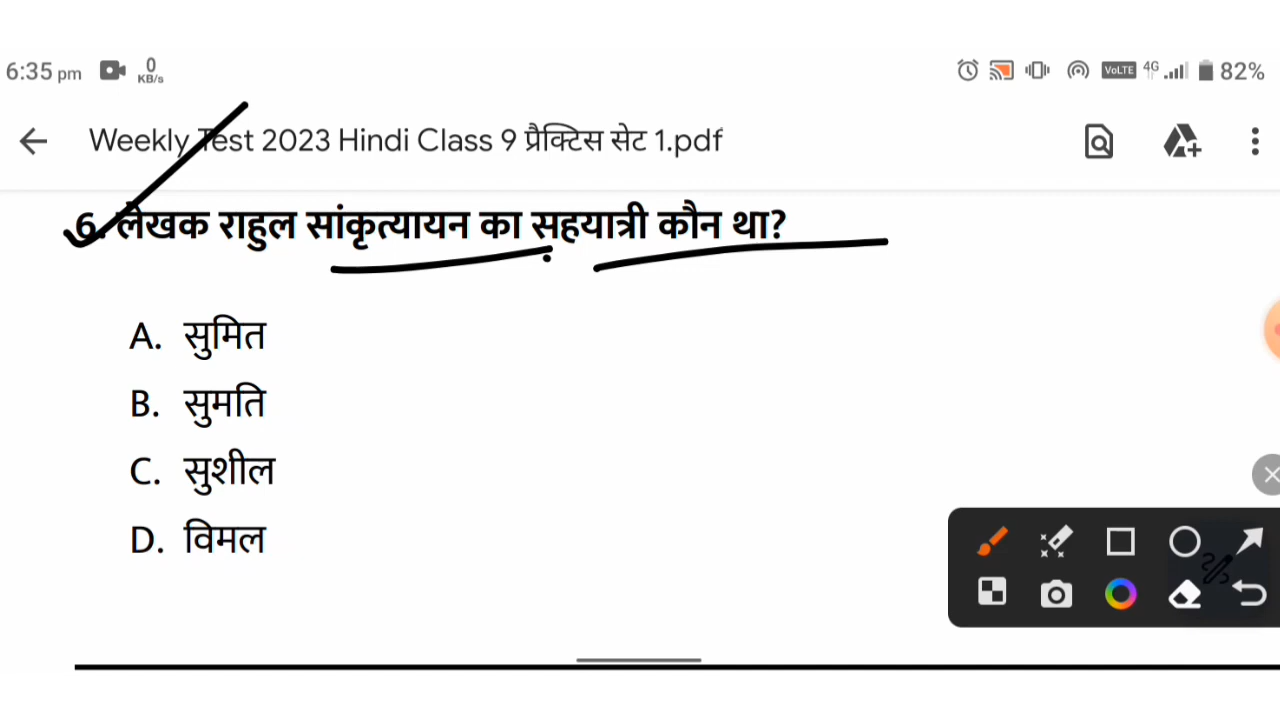 6:35 pm 0 KB/s VoLTE 4G 82%
Weekly Test 2023 Hindi Class 9 प्रैक्टिस सेट 1.pdf
6. लेखक राहुल सांकृत्यायन का सहयात्री कौन था?
A. सुमित
B. सुमति
C. सुशील
D. विमल